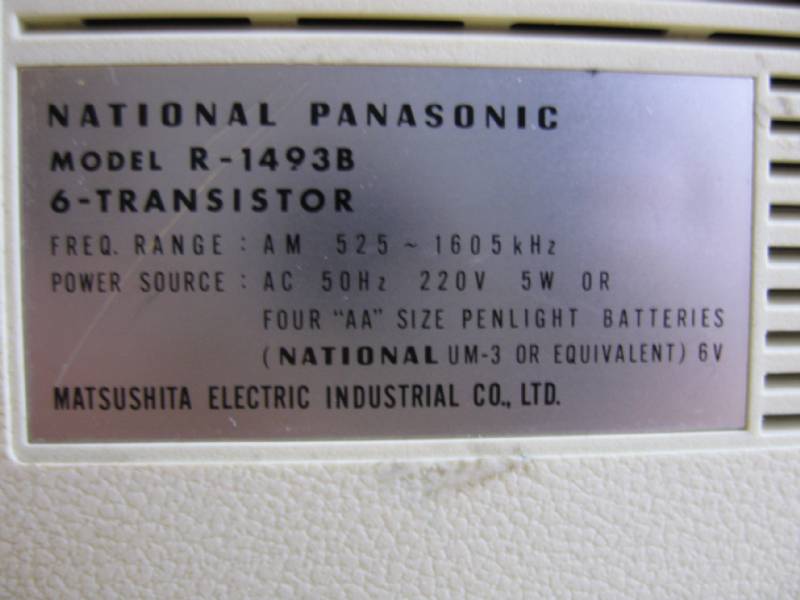 NATIONAL PANASONIC
MODEL R-1493B
6-TRANSISTOR
FREQ. RANGE : AM 525 ~ 1605 kHz
POWER SOURCE : AC 50Hz 220V 5W OR
FOUR "AA" SIZE PENLIGHT BATTERIES
(NATIONAL UM-3 OR EQUIVALENT) 6V
MATSUSHITA ELECTRIC INDUSTRIAL CO., LTD.